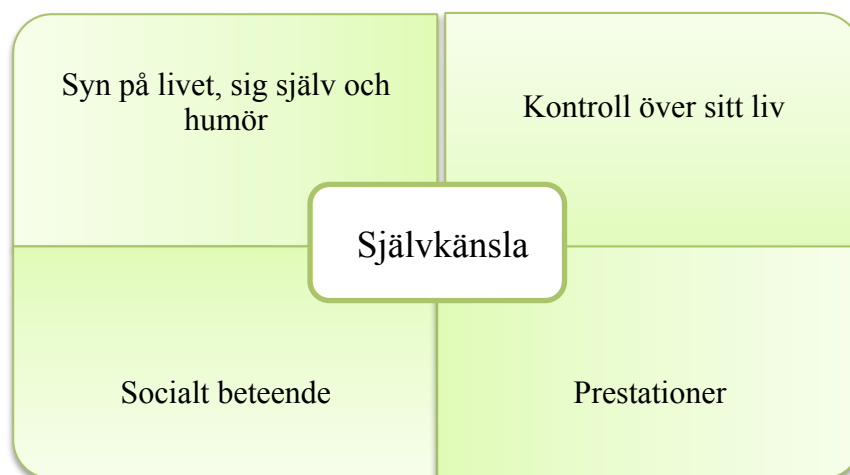 Syn på livet, sig själv och
humör
Kontroll över sitt liv
Självkänsla
Socialt beteende
Prestationer